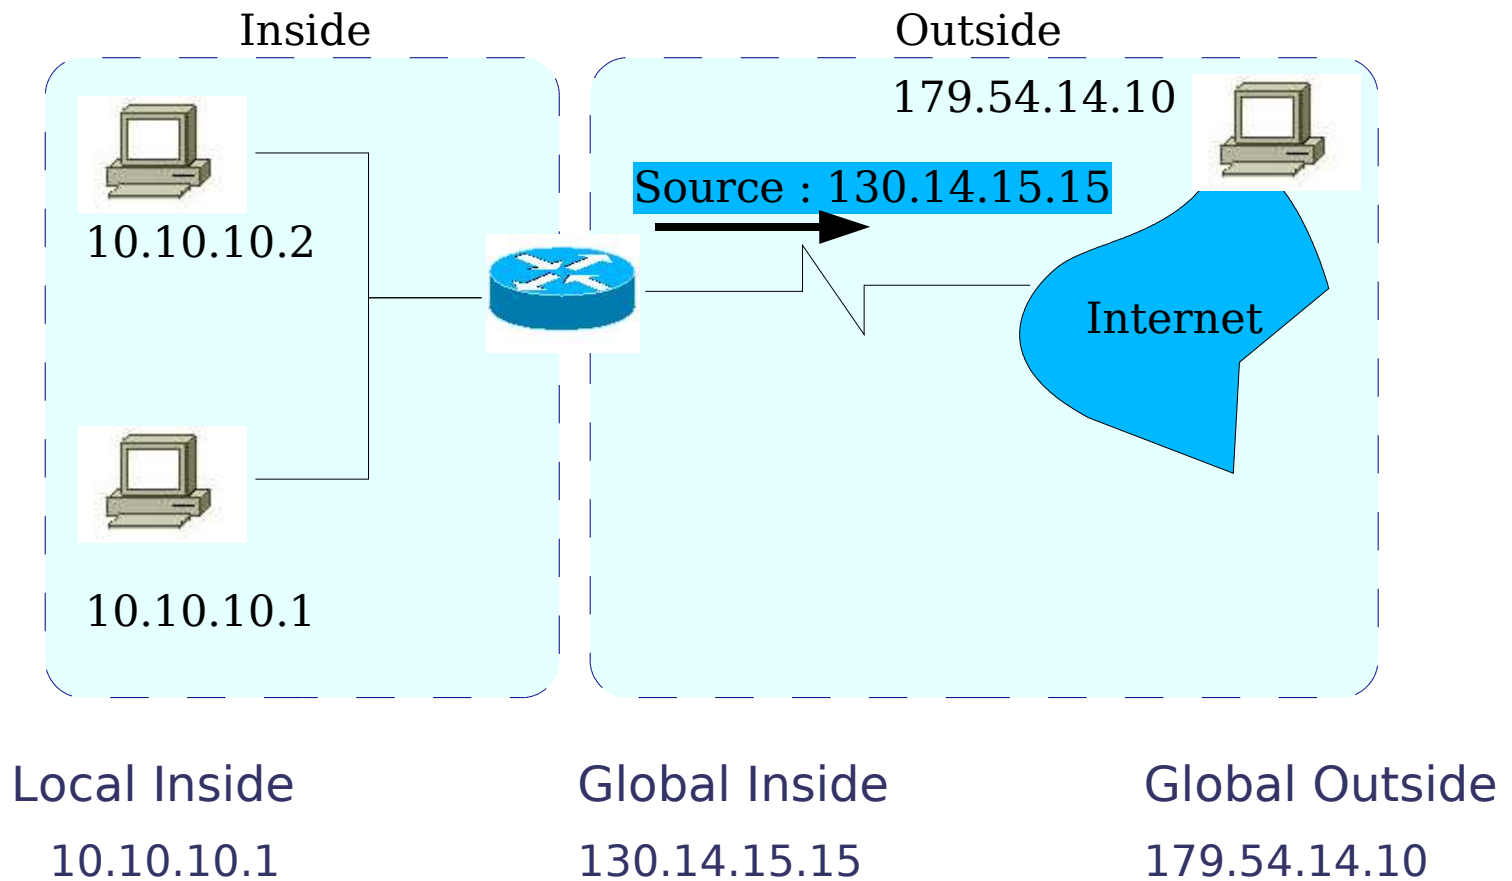 Inside
Outside
179.54.14.10
Source : 130.14.15.15
10.10.10.2
Internet
10.10.10.1
Local Inside
Global Inside
Global Outside
10.10.10.1
130.14.15.15
179.54.14.10